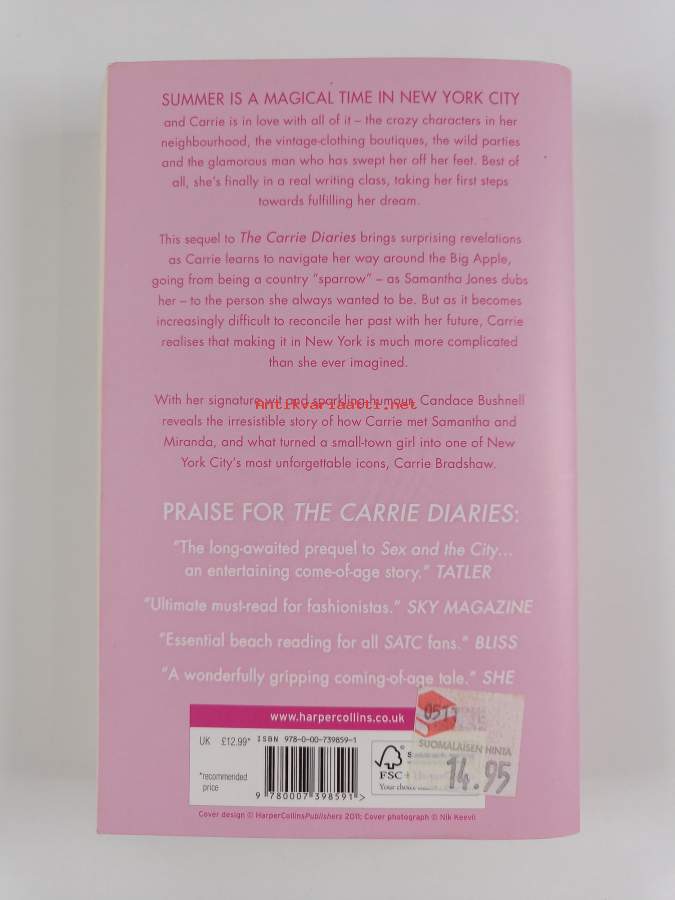 SUMMER IS A MAGICAL TIME IN NEW YORK CITY
and Carrie is in love with all of it – the crazy characters in her
neighbourhood, the vintage-clothing boutiques, the wild parties
and the glamorous man who has swept her off her feet. Best of
all, she's finally in a real writing class, taking her first steps
towards fulfilling her dream.
This sequel to The Carrie Diaries brings surprising revelations
as Carrie learns to navigate her way around the Big Apple,
going from being a country "sparrow" – as Samantha Jones dubs
her – to the person she always wanted to be. But as it becomes
increasingly difficult to reconcile her past with her future, Carrie
realises that making it in New York is much more complicated
than she ever imagined.
With her signature wit and sparkling humour, Candace Bushnell
Antikvariaatti.net
reveals the irresistible story of how Carrie met Samantha and
Miranda, and what turned a small-town girl into one of New
York City's most unforgettable icons, Carrie Bradshaw.
PRAISE FOR THE CARRIE DIARIES:
"The long-awaited prequel to Sex and the City...
an entertaining come-of-age story." TATLER
"Ultimate must-read for fashionistas." SKY MAGAZINE
"Essential beach reading for all SATC fans." BLISS
"A wonderfully gripping coming-of-age tale." SHE
www.harpercollins.co.uk
UK £12.99*
ISBN 978-0-00-739859-1
*recommended
price
9 780007 398591 >
FSC
Your choice
SUOMALAISEN HINTA
14.95
Cover design © HarperCollinsPublishers 2011; Cover photograph © Nik Keevil